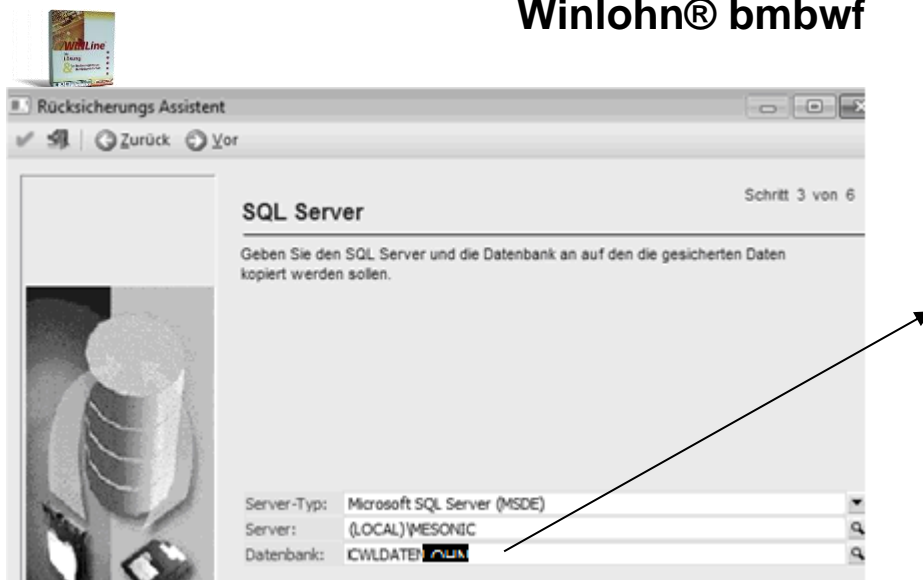 Winlohn® bmbwf
WINLine
Lösung
&
Rücksicherungs Assistent
Zurück Vor
Schritt 3 von 6
SQL Server
Geben Sie den SQL Server und die Datenbank an auf den die gesicherten Daten
kopiert werden sollen.
Server-Typ: Microsoft SQL Server (MSDE)
Server: (LOCAL)\MESONIC
Datenbank: CWLDATEN